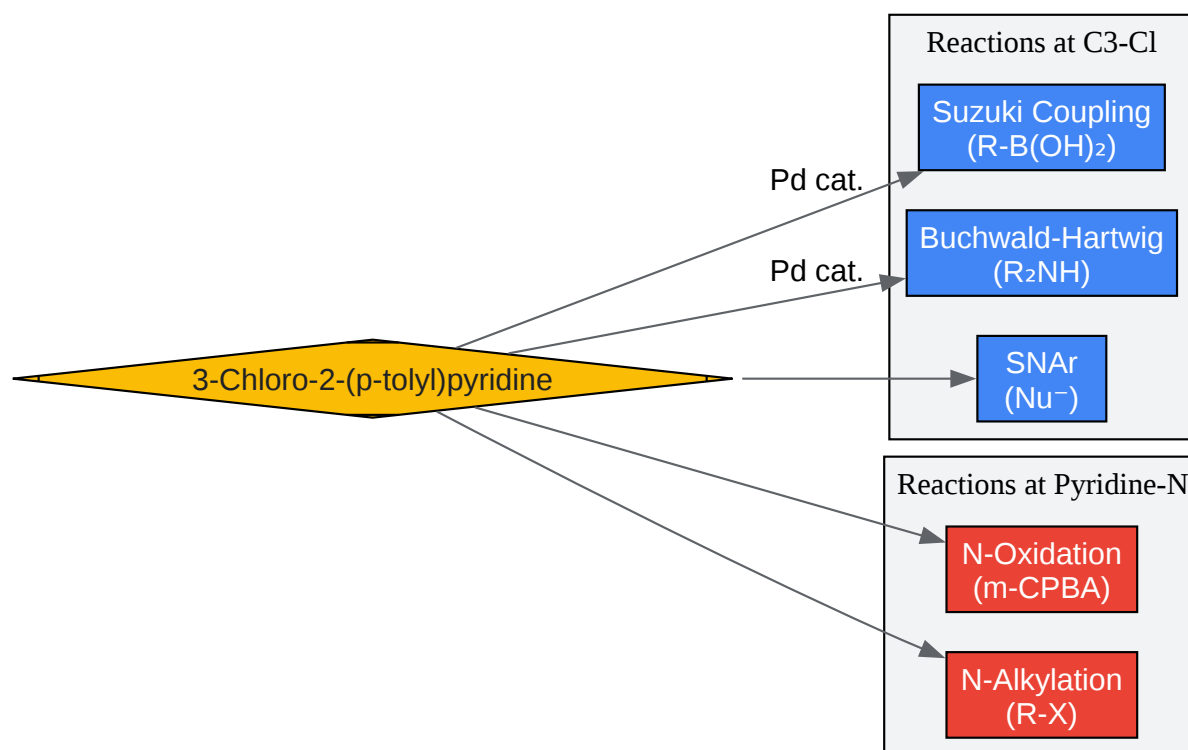 Reactions at C3-Cl
Suzuki Coupling
(R-B(OH)₂)
Pd cat.
Buchwald-Hartwig
(R₂NH)
Pd cat.
SNAr
(Nu⁻)
3-Chloro-2-(p-tolyl)pyridine
Reactions at Pyridine-N
N-Oxidation
(m-CPBA)
N-Alkylation
(R-X)